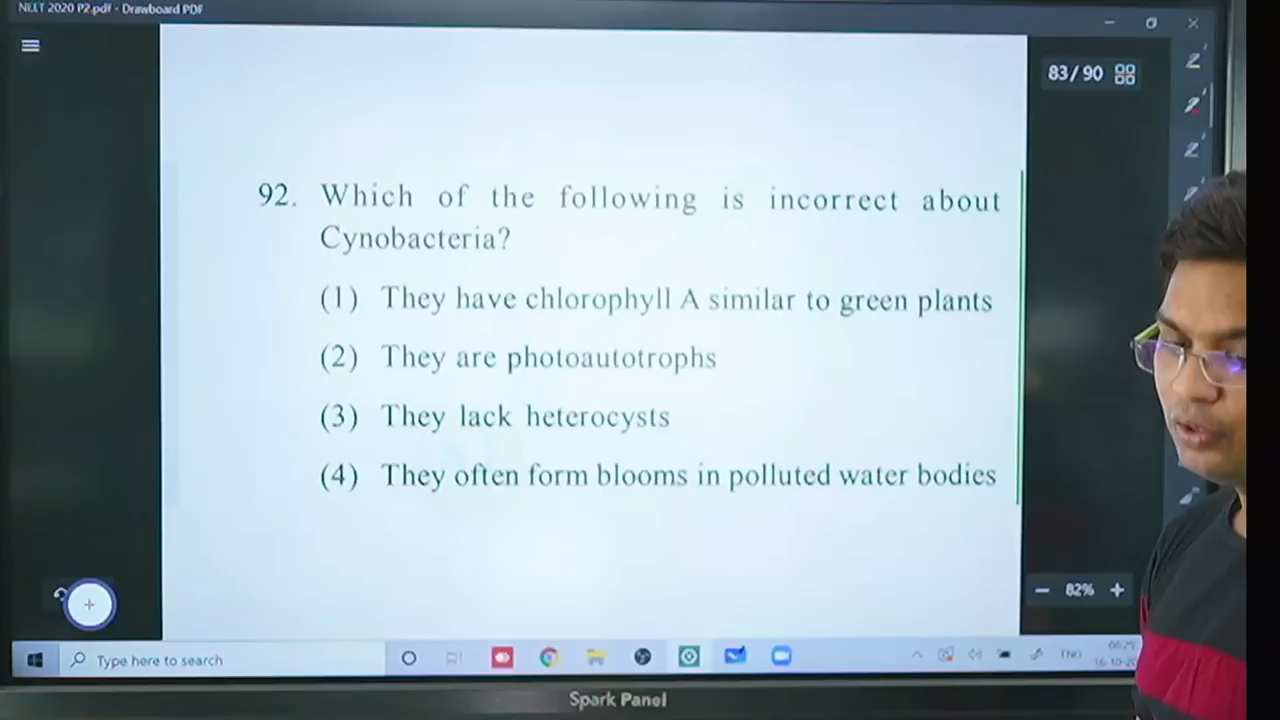 NEET 2020 P2.pdf - Drawboard PDF
83/90
92. Which of the following is incorrect about
Cynobacteria?
(1) They have chlorophyll A similar to green plants
(2) They are photoautotrophs
(3) They lack heterocysts
(4) They often form blooms in polluted water bodies
82%
Type here to search
ENG
Spark Panel